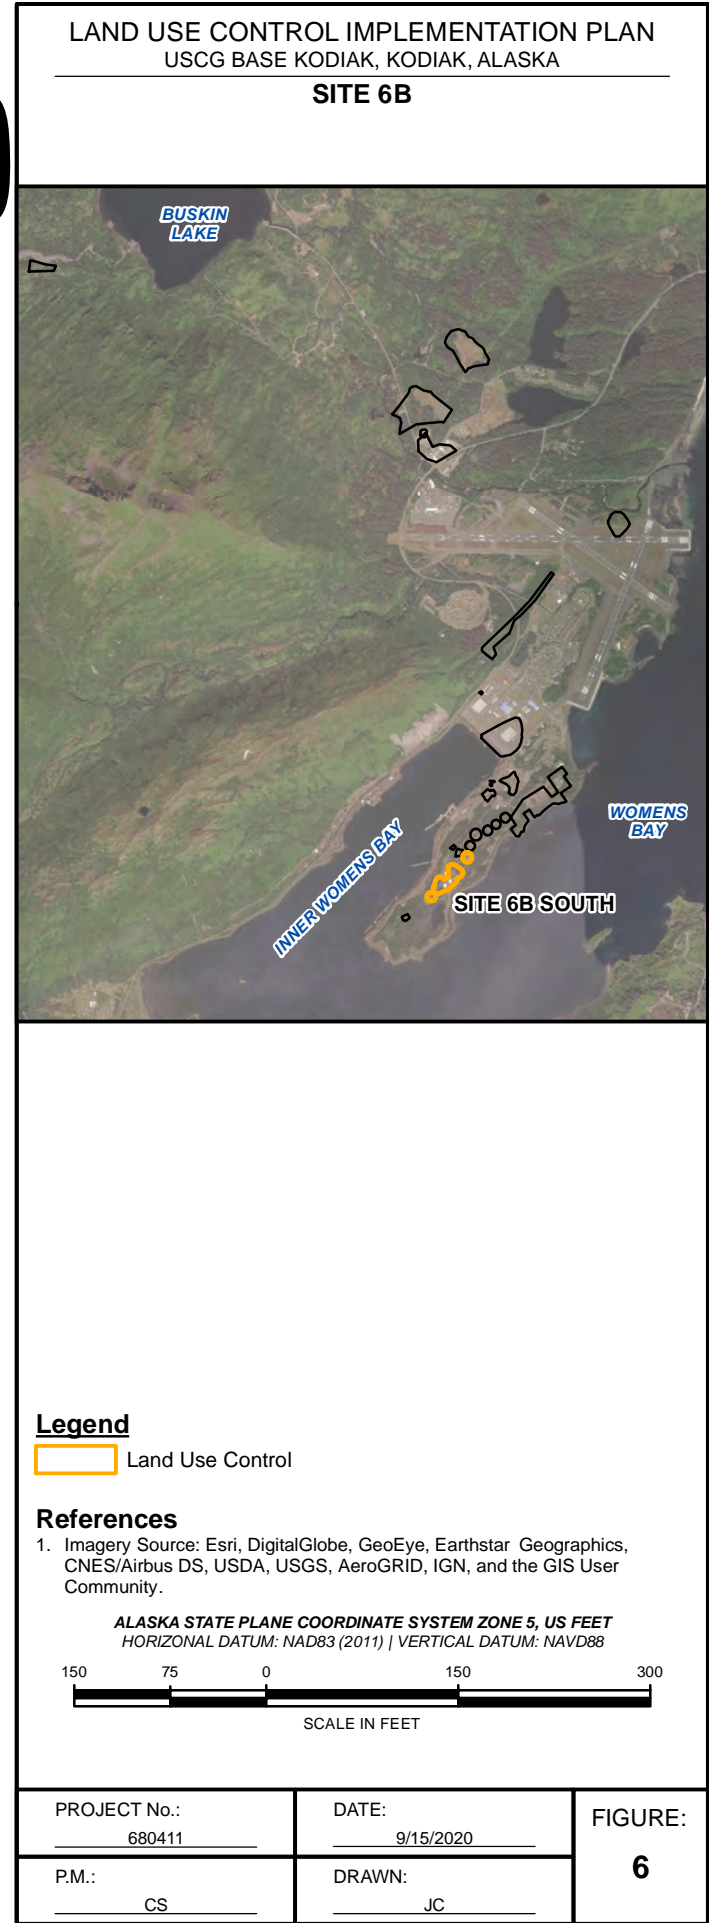 LAND USE CONTROL IMPLEMENTATION PLAN
USCG BASE KODIAK, KODIAK, ALASKA
SITE 6B
BUSKIN
LAKE
WOMENS
BAY
INNER WOMENS BAY
SITE 6B SOUTH
Legend
Land Use Control
References
1. Imagery Source: Esri, DigitalGlobe, GeoEye, Earthstar Geographics,
CNES/Airbus DS, USDA, USGS, AeroGRID, IGN, and the GIS User
Community.
ALASKA STATE PLANE COORDINATE SYSTEM ZONE 5, US FEET
HORIZONAL DATUM: NAD83 (2011) | VERTICAL DATUM: NAVD88
150 75 0 150 300
SCALE IN FEET
PROJECT No.:
680411
DATE:
9/15/2020
FIGURE:
6
P.M.:
CS
DRAWN:
JC